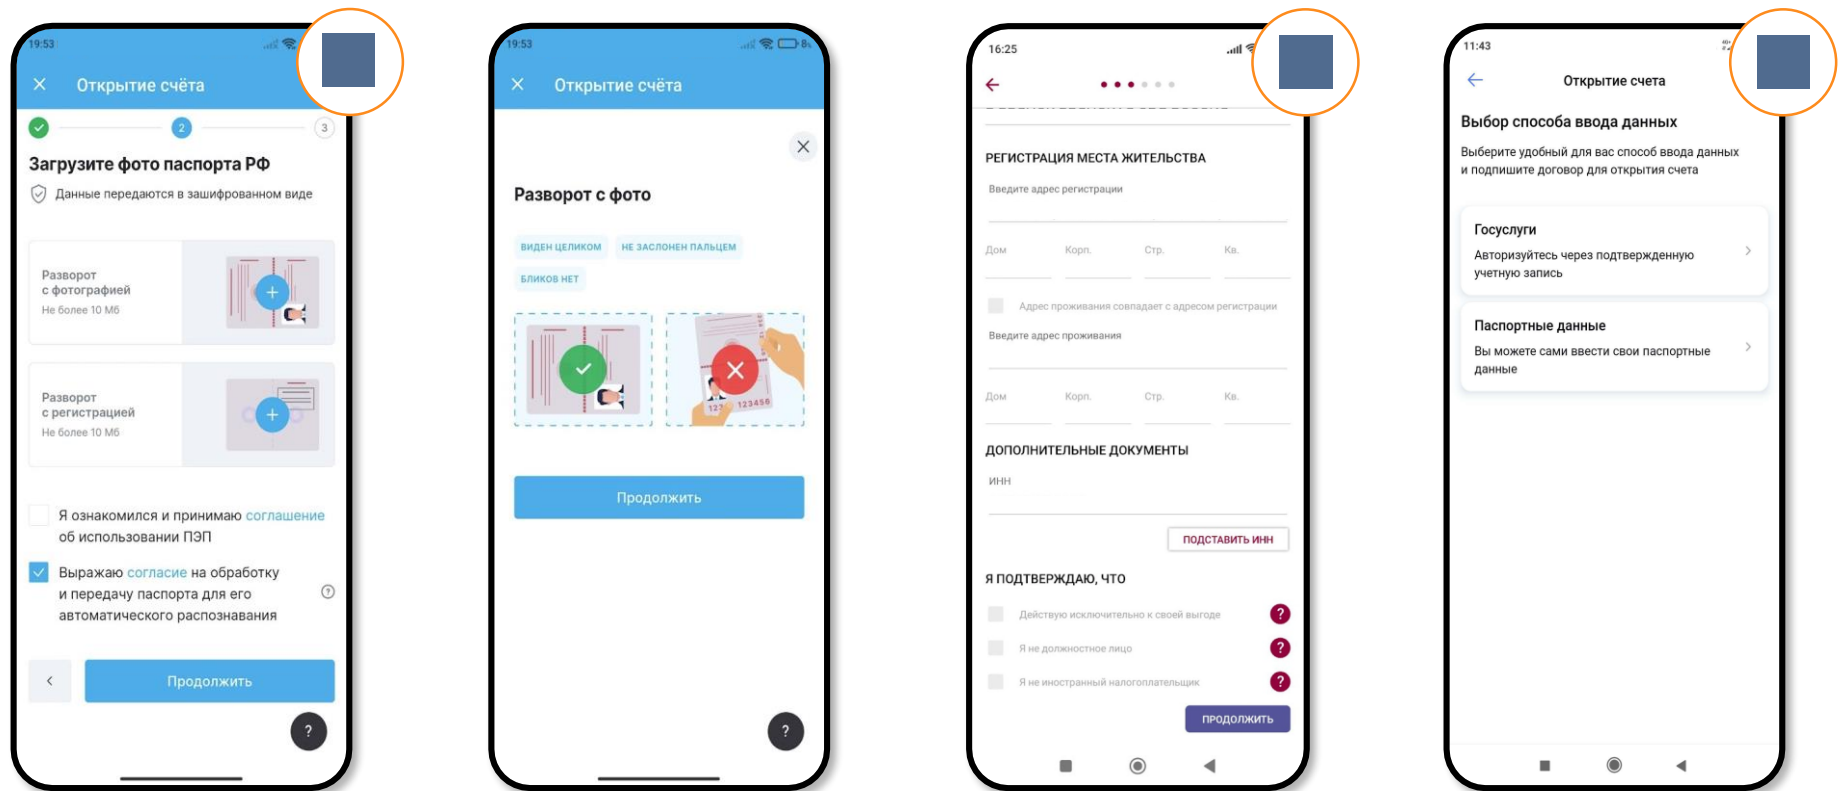 19:53
Открытие счёта
2
3
Загрузите фото паспорта РФ
Данные передаются в зашифрованном виде
Разворот
с фотографией
Не более 10 Мб
Разворот
с регистрацией
Не более 10 Мб
Я ознакомился и принимаю соглашение
об использовании ПЭП
Выражаю согласие на обработку
и передачу паспорта для его
автоматического распознавания
?
Продолжить
?
19:53
Открытие счёта
Разворот с фото
ВИДЕН ЦЕЛИКОМ
НЕ ЗАСЛОНЕН ПАЛЬЦЕМ
БЛИКОВ НЕТ
123456
Продолжить
?
16:25
РЕГИСТРАЦИЯ МЕСТА ЖИТЕЛЬСТВА
Введите адрес регистрации
Дом Корп. Стр. Кв.
Адрес проживания совпадает с адресом регистрации
Введите адрес проживания
Дом Корп. Стр. Кв.
ДОПОЛНИТЕЛЬНЫЕ ДОКУМЕНТЫ
ИНН
ПОДСТАВИТЬ ИНН
Я ПОДТВЕРЖДАЮ, ЧТО
Действую исключительно к своей выгоде
?
Я не должностное лицо
?
Я не иностранный налогоплательщик
?
ПРОДОЛЖИТЬ
11:43
Открытие счета
Выбор способа ввода данных
Выберите удобный для вас способ ввода данных
и подпишите договор для открытия счета
Госуслуги
Авторизуйтесь через подтвержденную
учетную запись
Паспортные данные
Вы можете сами ввести свои паспортные
данные